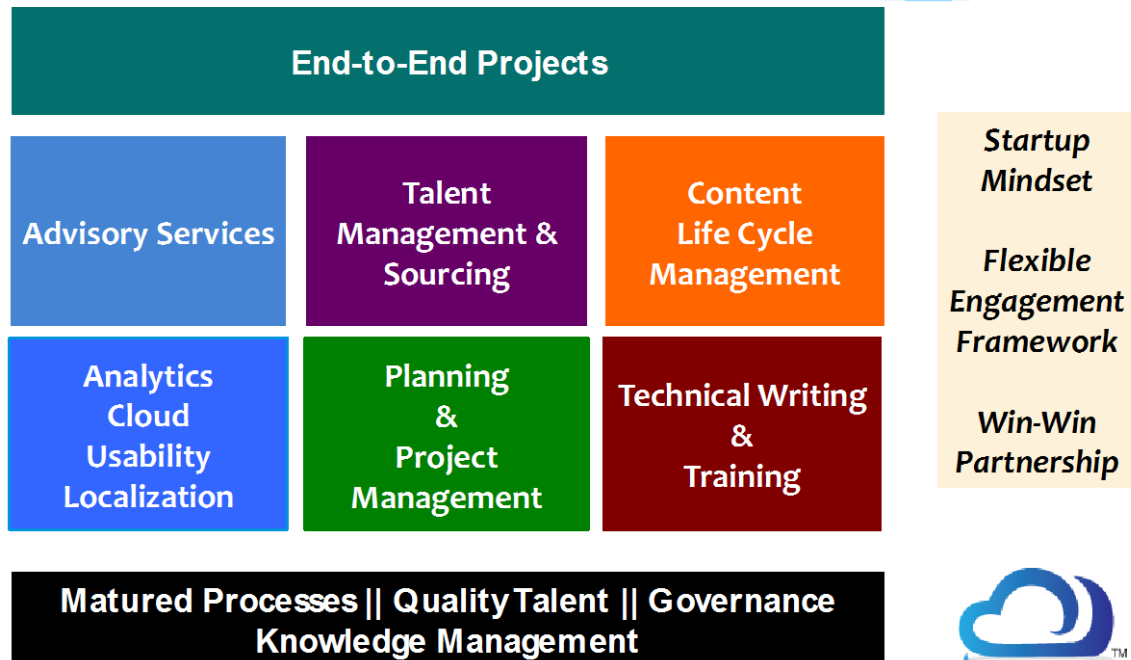 End-to-End Projects
Advisory Services
Talent
Management &
Sourcing
Content
Life Cycle
Management
Analytics
Cloud
Usability
Localization
Planning
&
Project
Management
Technical Writing
&
Training
Matured Processes || Quality Talent || Governance
Knowledge Management
Startup
Mindset
Flexible
Engagement
Framework
Win-Win
Partnership
TM